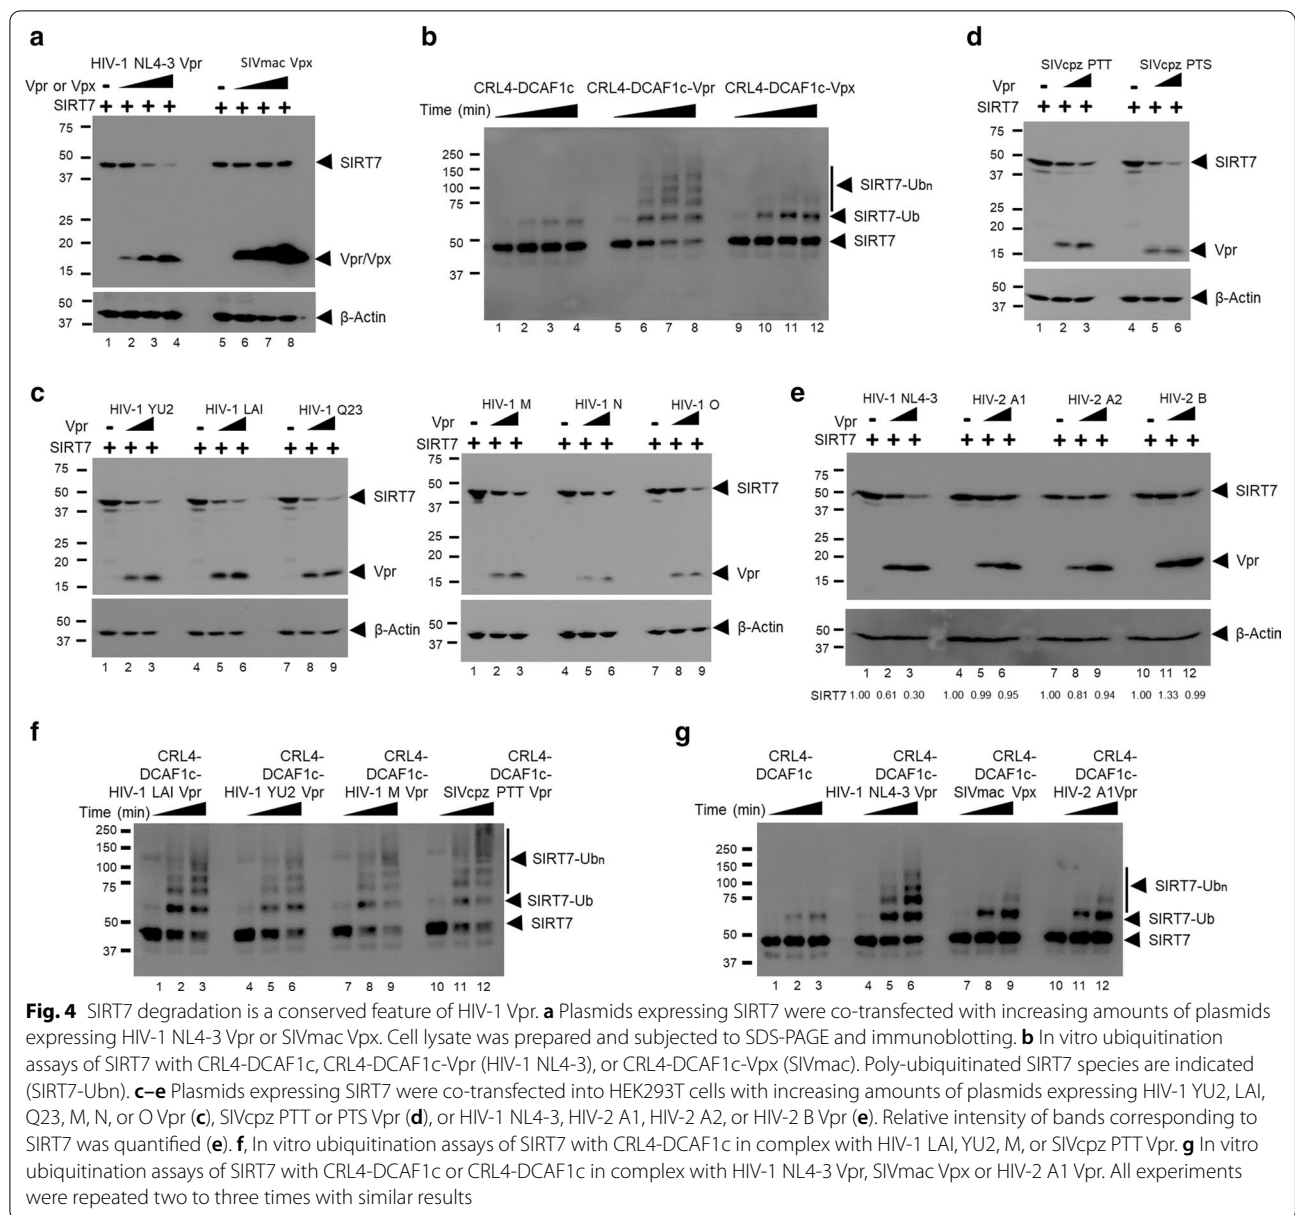 a
HIV-1 NL4-3 Vpr SIVmac Vpx
Vpr or Vpx - -
SIRT7 + + + + + + + +
75
50
37
25
20
15
SIRT7
Vpr/Vpx
50
37
β-Actin
1 2 3 4 5 6 7 8
b
CRL4-DCAF1c CRL4-DCAF1c-Vpr CRL4-DCAF1c-Vpx
Time (min)
250
150
100
75
50
37
SIRT7-Ubn
SIRT7-Ub
SIRT7
1 2 3 4 5 6 7 8 9 10 11 12
d
SIVcpz PTT SIVcpz PTS
Vpr - -
SIRT7 + + + + + +
75
50
37
25
20
15
SIRT7
Vpr
50
37
β-Actin
1 2 3 4 5 6
c
HIV-1 YU2 HIV-1 LAI HIV-1 Q23
Vpr - - -
SIRT7 + + + + + + + + +
75
50
37
25
20
15
SIRT7
Vpr
50
37
β-Actin
1 2 3 4 5 6 7 8 9
HIV-1 M HIV-1 N HIV-1 O
Vpr - - -
SIRT7 + + + + + + + + +
75
50
37
25
20
15
SIRT7
Vpr
50
37
β-Actin
1 2 3 4 5 6 7 8 9
e
HIV-1 NL4-3 HIV-2 A1 HIV-2 A2 HIV-2 B
Vpr - - - -
SIRT7 + + + + + + + + + + + +
75
50
37
25
20
15
SIRT7
Vpr
50
37
β-Actin
1 2 3 4 5 6 7 8 9 10 11 12
SIRT7 1.00 0.61 0.30 1.00 0.99 0.95 1.00 0.81 0.94 1.00 1.33 0.99
f
CRL4- CRL4- CRL4- CRL4-
DCAF1c- DCAF1c- DCAF1c- DCAF1c-
HIV-1 LAI Vpr HIV-1 YU2 Vpr HIV-1 M Vpr SIVcpz PTT Vpr
Time (min)
250
150
100
75
50
37
SIRT7-Ubn
SIRT7-Ub
SIRT7
1 2 3 4 5 6 7 8 9 10 11 12
g
CRL4- CRL4- CRL4- CRL4-
DCAF1c DCAF1c- DCAF1c- DCAF1c-
HIV-1 NL4-3 Vpr SIVmac Vpx HIV-2 A1Vpr
Time (min)
250
150
100
75
50
37
SIRT7-Ubn
SIRT7-Ub
SIRT7
1 2 3 4 5 6 7 8 9 10 11 12
Fig. 4 SIRT7 degradation is a conserved feature of HIV-1 Vpr. a Plasmids expressing SIRT7 were co-transfected with increasing amounts of plasmids
expressing HIV-1 NL4-3 Vpr or SIVmac Vpx. Cell lysate was prepared and subjected to SDS-PAGE and immunoblotting. b In vitro ubiquitination
assays of SIRT7 with CRL4-DCAF1c, CRL4-DCAF1c-Vpr (HIV-1 NL4-3), or CRL4-DCAF1c-Vpx (SIVmac). Poly-ubiquitinated SIRT7 species are indicated
(SIRT7-Ubn). c–e Plasmids expressing SIRT7 were co-transfected into HEK293T cells with increasing amounts of plasmids expressing HIV-1 YU2, LAI,
Q23, M, N, or O Vpr (c), SIVcpz PTT or PTS Vpr (d), or HIV-1 NL4-3, HIV-2 A1, HIV-2 A2, or HIV-2 B Vpr (e). Relative intensity of bands corresponding to
SIRT7 was quantified (e). f, In vitro ubiquitination assays of SIRT7 with CRL4-DCAF1c in complex with HIV-1 LAI, YU2, M, or SIVcpz PTT Vpr. g In vitro
ubiquitination assays of SIRT7 with CRL4-DCAF1c or CRL4-DCAF1c in complex with HIV-1 NL4-3 Vpr, SIVmac Vpx or HIV-2 A1 Vpr. All experiments
were repeated two to three times with similar results